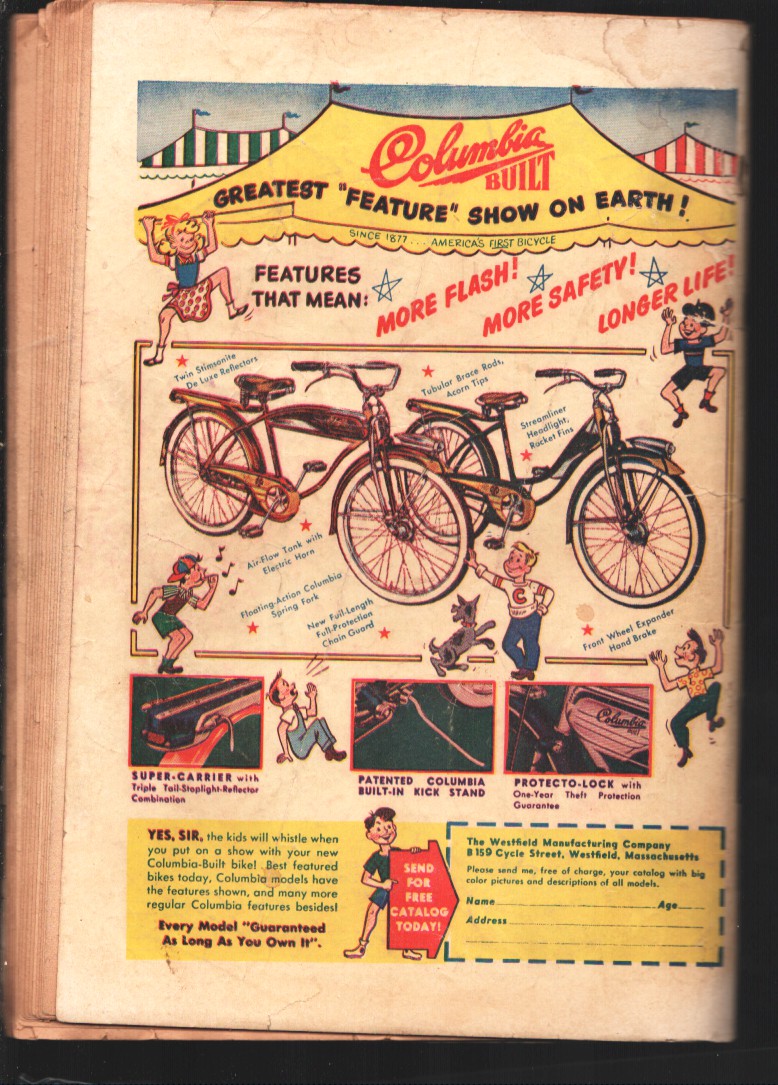 Columbia
BUILT
GREATEST "FEATURE" SHOW ON EARTH!
SINCE 1877... AMERICA'S FIRST BICYCLE
FEATURES
THAT MEAN:
MORE FLASH!
MORE SAFETY!
LONGER LIFE!
Twin Stimsonite
De Luxe Reflectors
Tubular Brace Rods,
Acorn Tips
Streamliner
Headlight,
Rocket Fins
Air-Flow Tank with
Electric Horn
Floating-Action Columbia
Spring Fork
New Full-Length
Full-Protection
Chain Guard
C
Front Wheel Expander
Hand Brake
Columbia
BUILT
SUPER-CARRIER with
Triple Tail-Stoplight-Reflector
Combination
PATENTED COLUMBIA
BUILT-IN KICK STAND
PROTECTO-LOCK with
One-Year Theft Protection
Guarantee
YES, SIR, the kids will whistle when
you put on a show with your new
Columbia-Built bike! Best featured
bikes today, Columbia models have
the features shown, and many more
regular Columbia features besides!
Every Model "Guaranteed
As Long As You Own It".
SEND
FOR
FREE
CATALOG
TODAY!
The Westfield Manufacturing Company
B 159 Cycle Street, Westfield, Massachusetts
Please send me, free of charge, your catalog with big
color pictures and descriptions of all models.
Name Age
Address